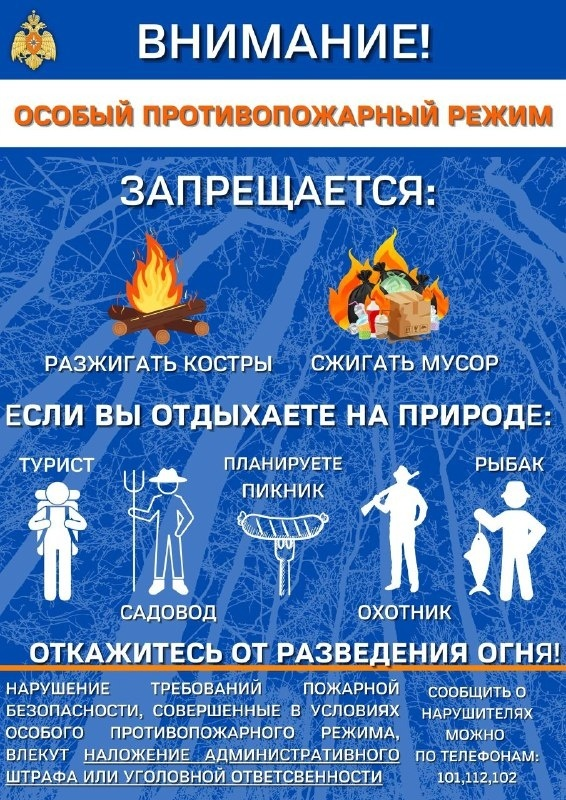 ВНИМАНИЕ!
ОСОБЫЙ ПРОТИВОПОЖАРНЫЙ РЕЖИМ
ЗАПРЕЩАЕТСЯ:
РАЗЖИГАТЬ КОСТРЫ
СЖИГАТЬ МУСОР
ЕСЛИ ВЫ ОТДЫХАЕТЕ НА ПРИРОДЕ:
ТУРИСТ
САДОВОД
ПЛАНИРУЕТЕ
ПИКНИК
ОХОТНИК
РЫБАК
ОТКАЖИТЕСЬ ОТ РАЗВЕДЕНИЯ ОГНЯ!
НАРУШЕНИЕ ТРЕБОВАНИЙ ПОЖАРНОЙ
БЕЗОПАСНОСТИ, СОВЕРШЕННЫЕ В УСЛОВИЯХ
ОСОБОГО ПРОТИВОПОЖАРНОГО РЕЖИМА,
ВЛЕКУТ НАЛОЖЕНИЕ АДМИНИСТРАТИВНОГО
ШТРАФА ИЛИ УГОЛОВНОЙ ОТВЕТСВЕННОСТИ
СООБЩИТЬ О
НАРУШИТЕЛЯХ
МОЖНО
ПО ТЕЛЕФОНАМ:
101,112,102